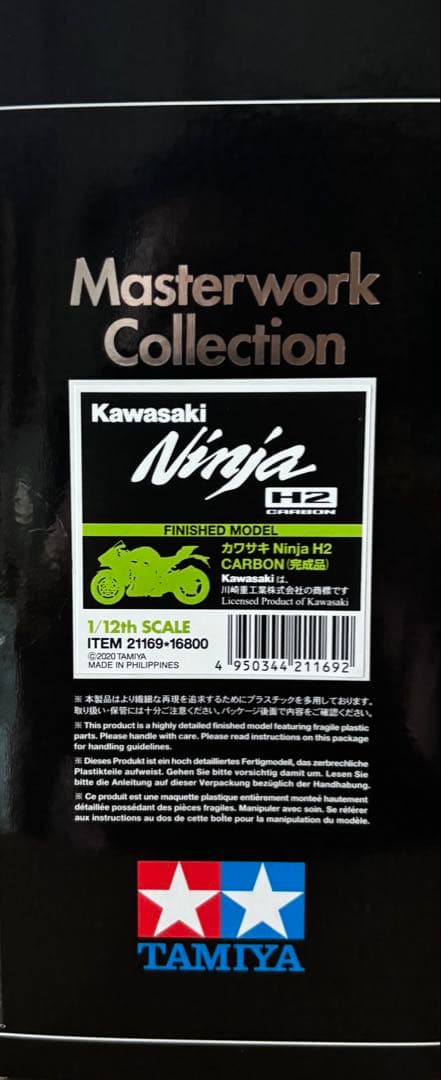 Masterwork
Collection
Kawasaki
Ninja
H2
CARBON
FINISHED MODEL
カワサキ Ninja H2
CARBON (完成品)
Kawasaki は、
川崎重工業株式会社の商標です
Licensed Product of Kawasaki
1/12th SCALE
ITEM 21169*16800
©2020 TAMIYA
MADE IN PHILIPPINES
4 950344 211692
※ 本製品はより繊細な再現を追求するためにプラスチックを多用しております。
取り扱い・保管には十分ご注意ください。パッケージ後面で内容をご確認ください。
※ This product is a highly detailed finished model featuring fragile plastic
parts. Please handle with care. Please read instructions on this package
for handling guidelines.
※ Dieses Produkt ist ein hoch detailliertes Fertigmodell, das zerbrechliche
Plastikteile aufweist. Gehen Sie bitte vorsichtig damit um. Lesen Sie
bitte die Anleitung auf dieser Verpackung bezüglich der Handhabung.
※ Ce produit est une maquette plastique entièrement monteé hautement
détaillée possédant des pièces fragiles. Manipuler avec soin. Se référer
aux instructions au dos de cette boîte pour la manipulation du modèle.
TAMIYA